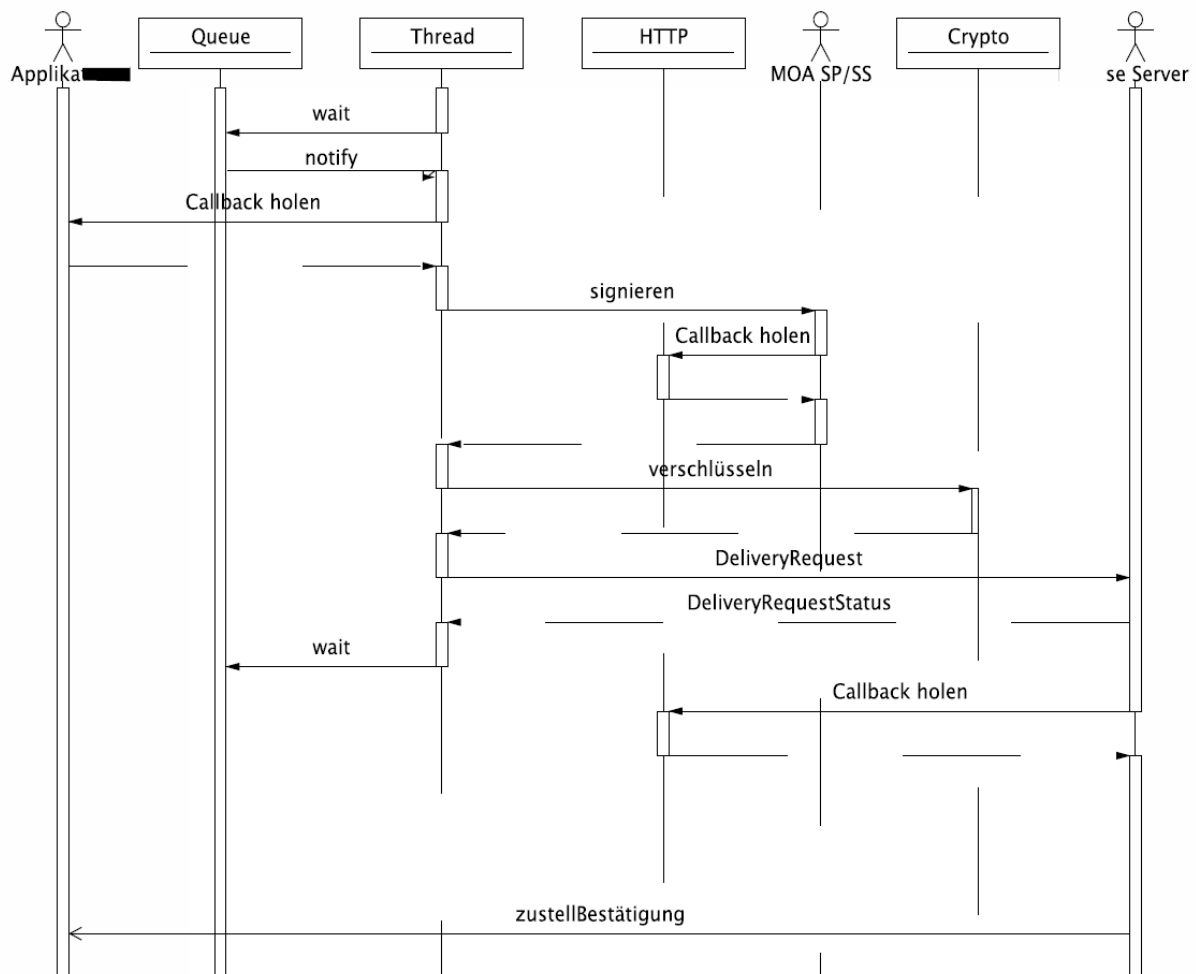 Queue
Thread
HTTP
Crypto
Applika
MOA SP/SS
se Server
wait
notify
Callback holen
signieren
Callback holen
verschlüsseln
DeliveryRequest
DeliveryRequestStatus
wait
Callback holen
zustellBestätigung